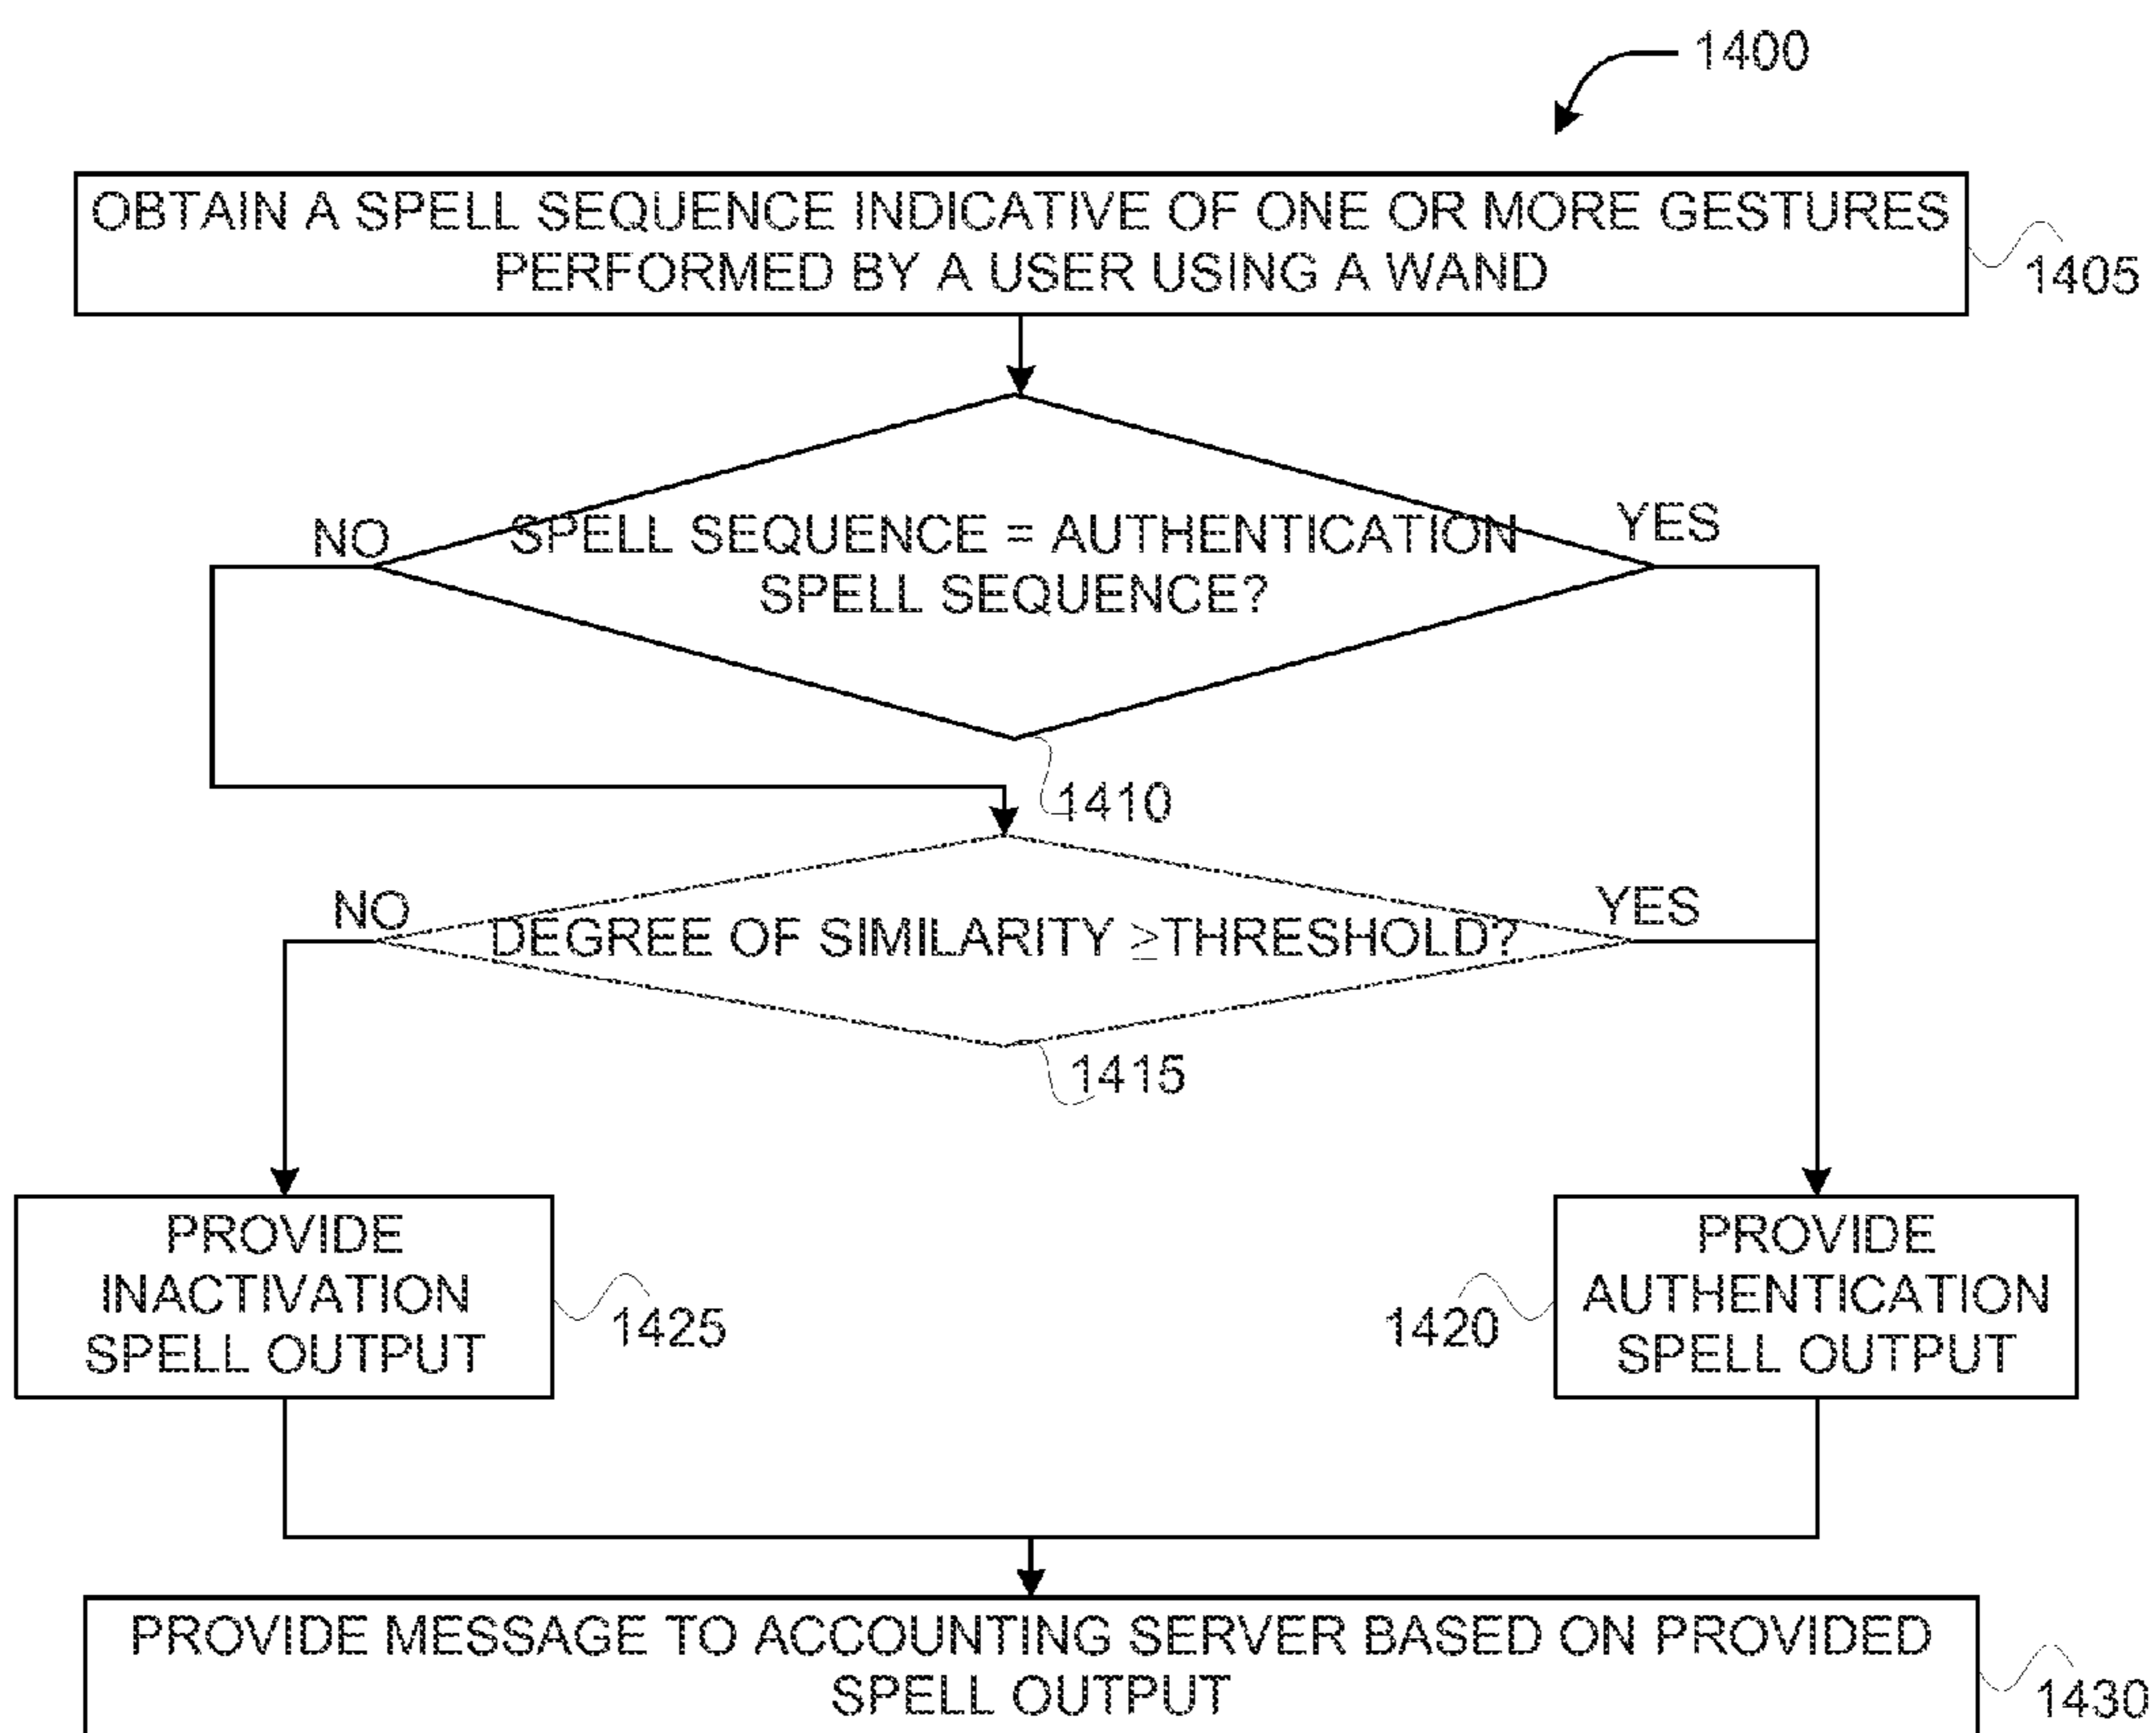 1400
OBTAIN A SPELL SEQUENCE INDICATIVE OF ONE OR MORE GESTURES
PERFORMED BY A USER USING A WAND
1405
NO
SPELL SEQUENCE = AUTHENTICATION
SPELL SEQUENCE?
YES
1410
NO
DEGREE OF SIMILARITY ≥THRESHOLD?
YES
1415
PROVIDE
INACTIVATION
SPELL OUTPUT
1425
1420
PROVIDE
AUTHENTICATION
SPELL OUTPUT
PROVIDE MESSAGE TO ACCOUNTING SERVER BASED ON PROVIDED
SPELL OUTPUT
1430